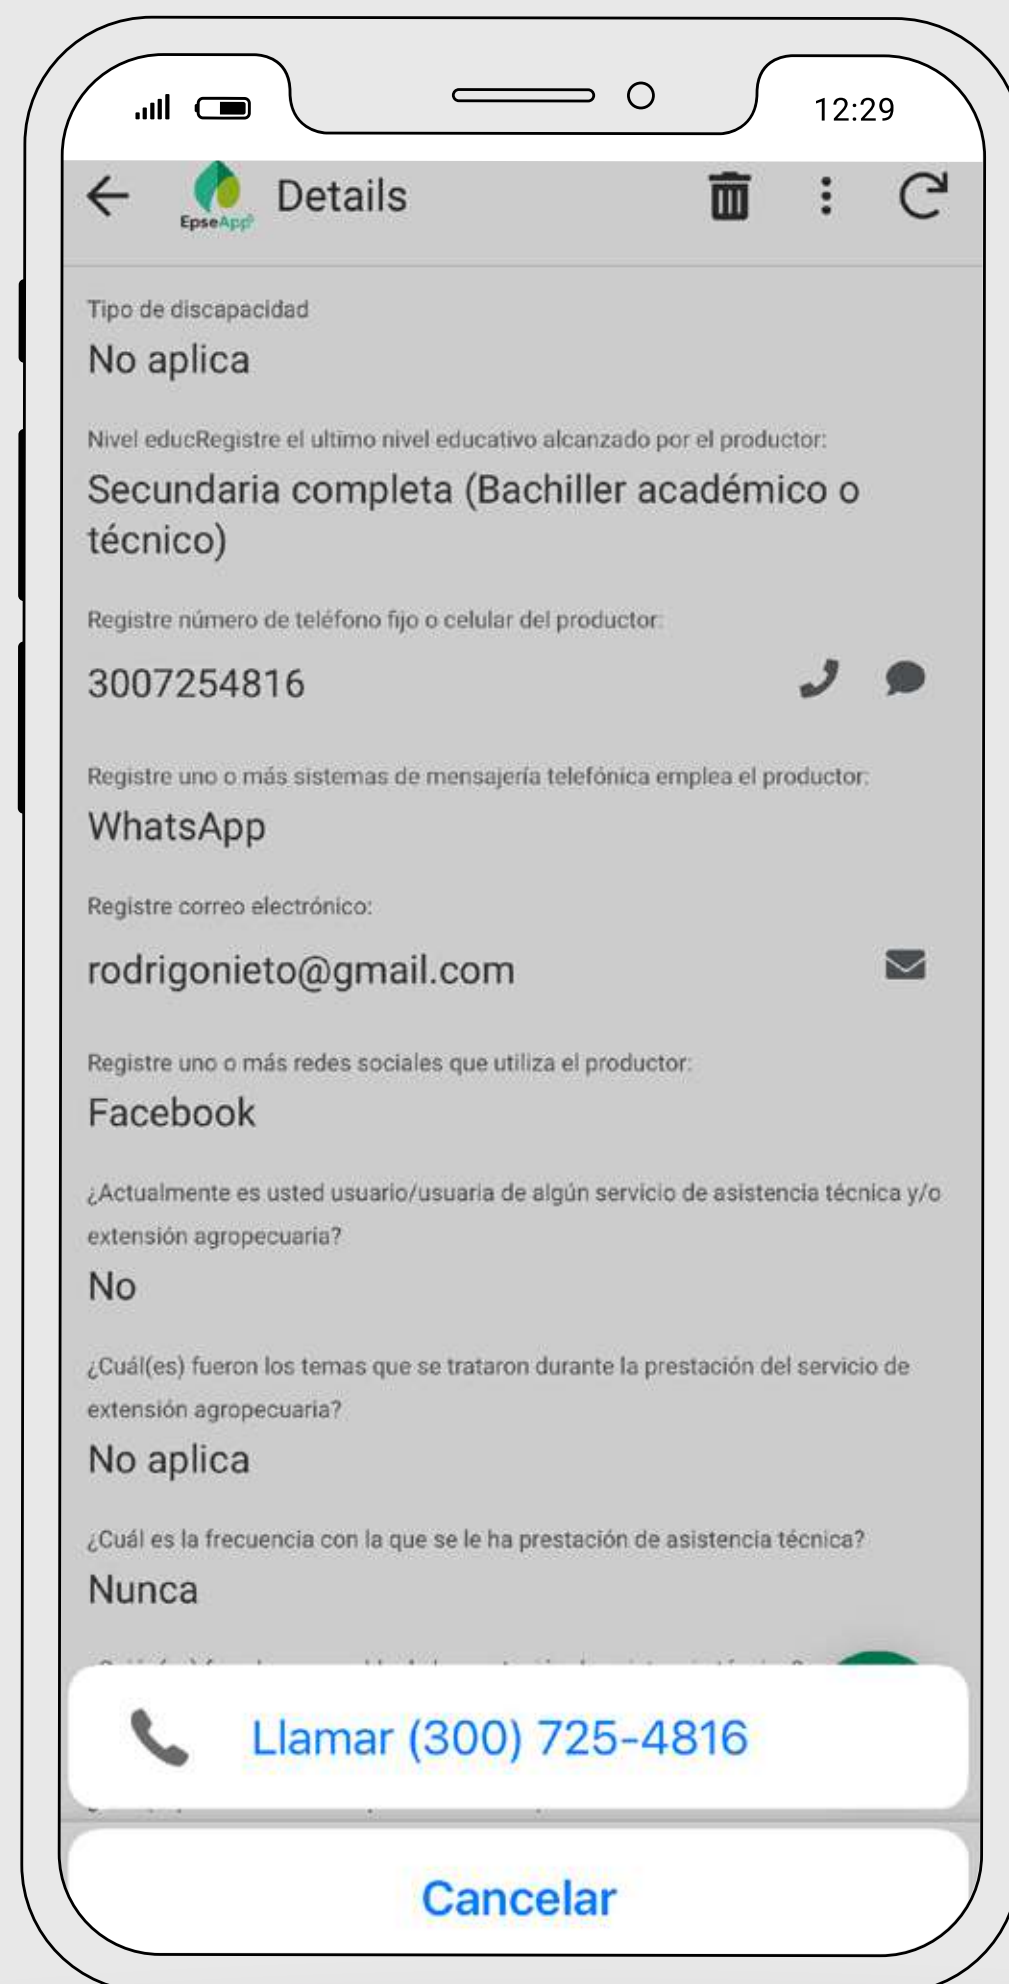 12:29
EpseApp
Details
Tipo de discapacidad
No aplica
Nivel educRegistre el ultimo nivel educativo alcanzado por el productor:
Secundaria completa (Bachiller académico o
técnico)
Registre número de teléfono fijo o celular del productor:
3007254816
Registre uno o más sistemas de mensajería telefónica emplea el productor:
WhatsApp
Registre correo electrónico:
rodrigonieto@gmail.com
Registre uno o más redes sociales que utiliza el productor:
Facebook
¿Actualmente es usted usuario/usuaria de algún servicio de asistencia técnica y/o
extensión agropecuaria?
No
¿Cuál(es) fueron los temas que se trataron durante la prestación del servicio de
extensión agropecuaria?
No aplica
¿Cuál es la frecuencia con la que se le ha prestación de asistencia técnica?
Nunca
Llamar (300) 725-4816
Cancelar